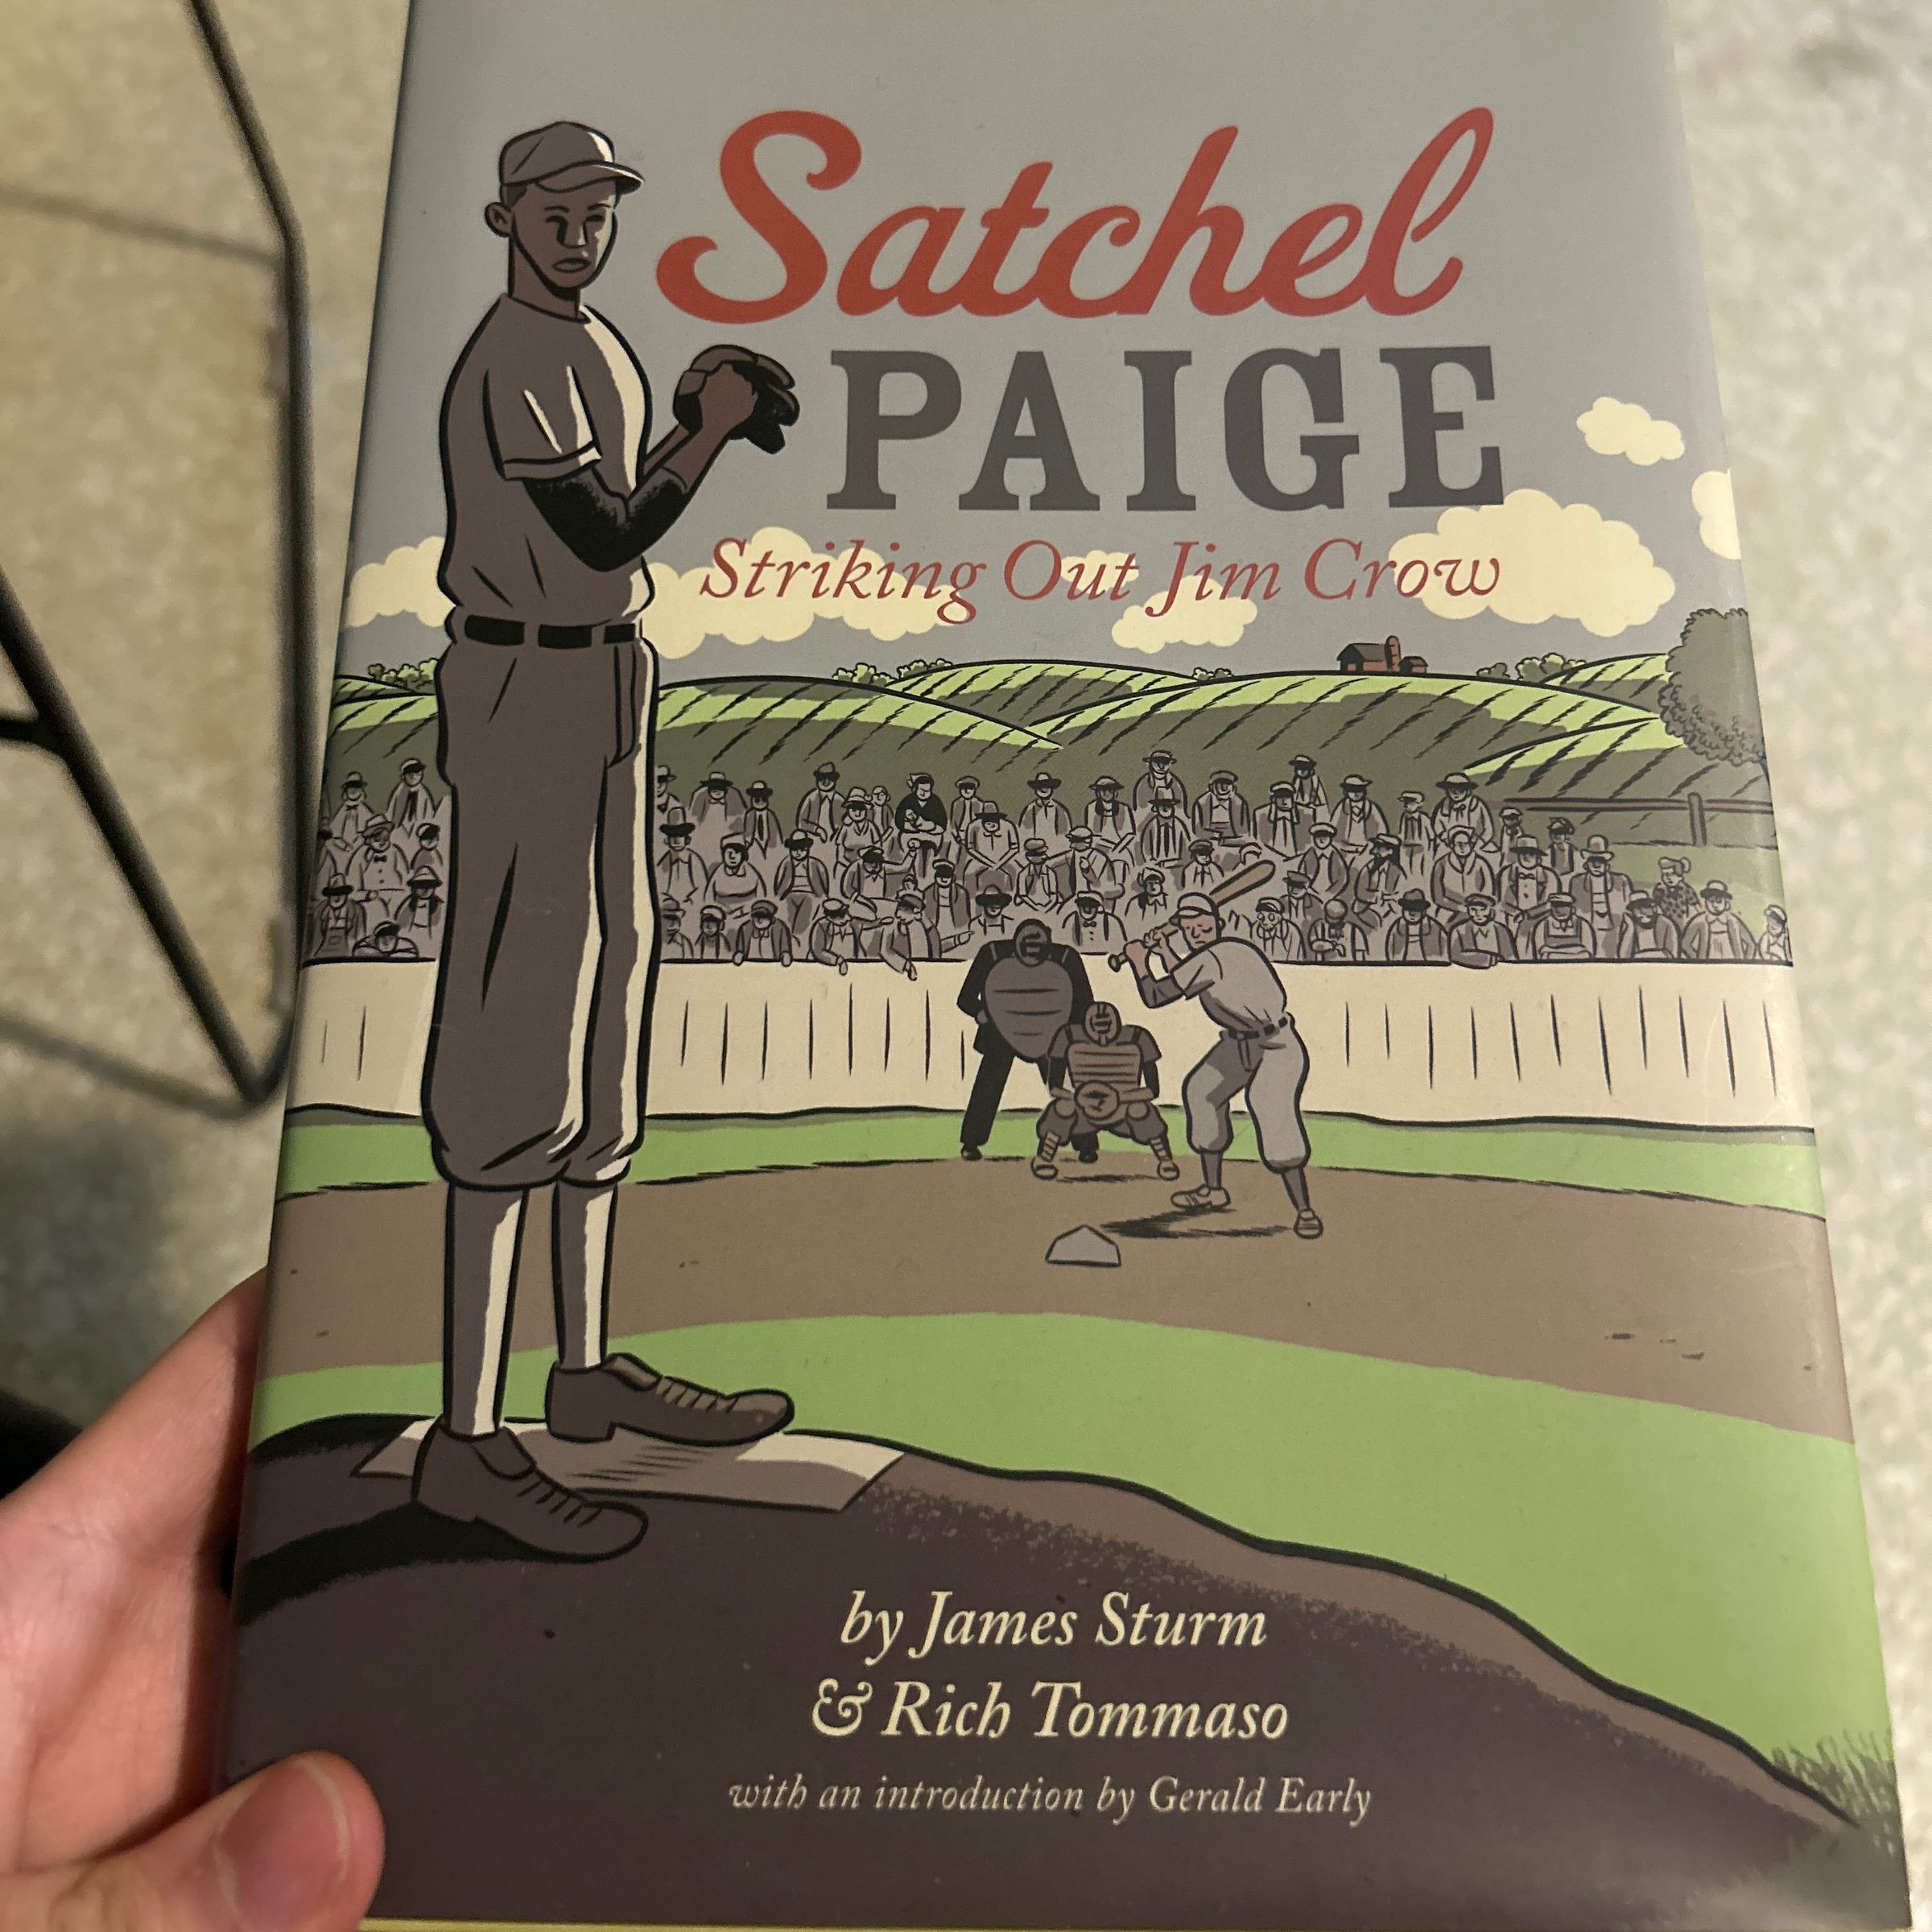 Satchel
PAIGE
Striking Out Jim Crow
by James Sturm
& Rich Tommaso
with an introduction by Gerald Early